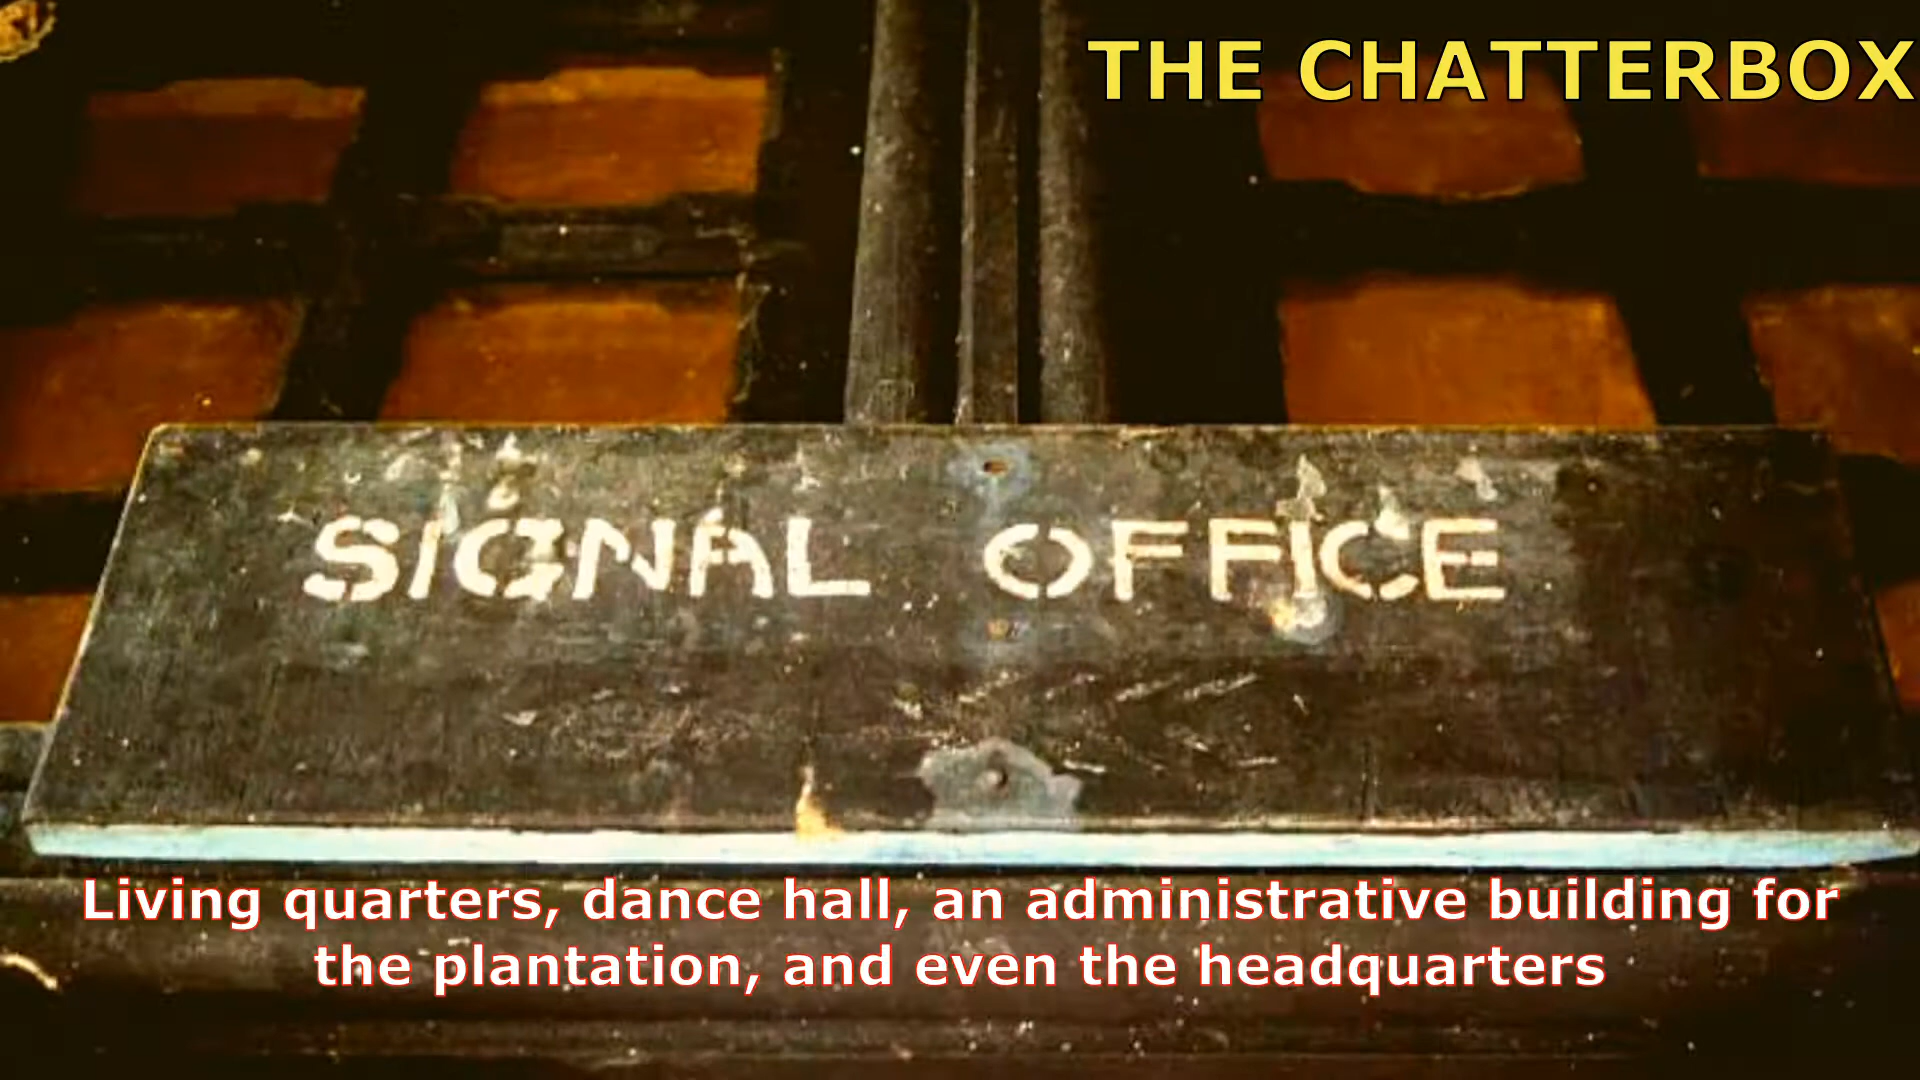 THE CHATTERBOX
SIGNAL OFFICE
Living quarters, dance hall, an administrative building for
the plantation, and even the headquarters